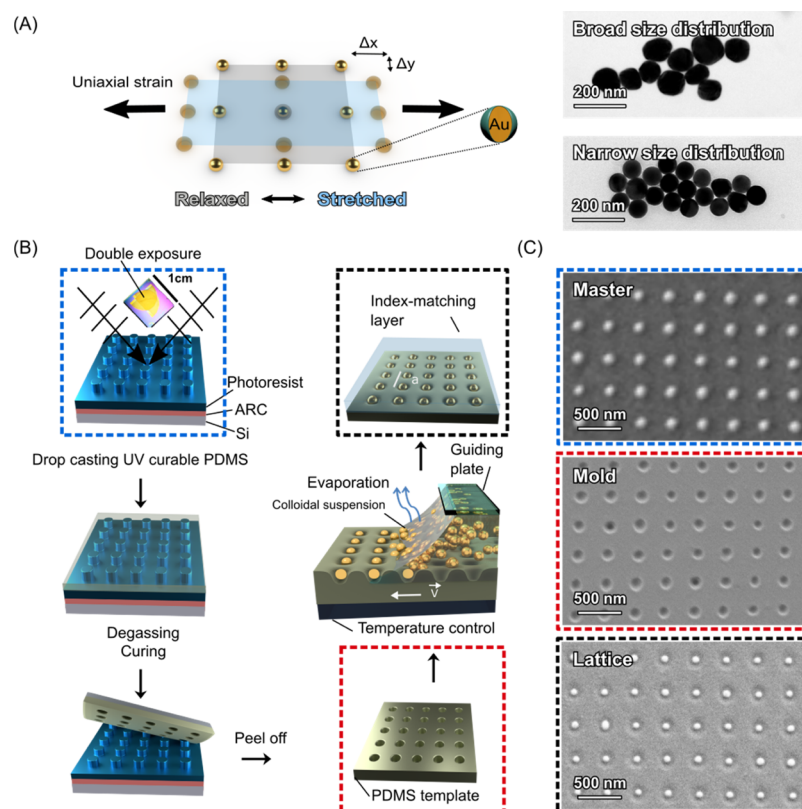 (A)
Δx
Δy
Uniaxial strain
Au
Relaxed
Stretched
Broad size distribution
200 nm
Narrow size distribution
200 nm
(B)
Double exposure
1cm
Photoresist
ARC
Si
Drop casting UV curable PDMS
Degassing
Curing
Peel off
PDMS template
Guiding
plate
Evaporation
Colloidal suspension
v
Temperature control
Index-matching
layer
a
(C)
Master
500 nm
Mold
500 nm
Lattice
500 nm